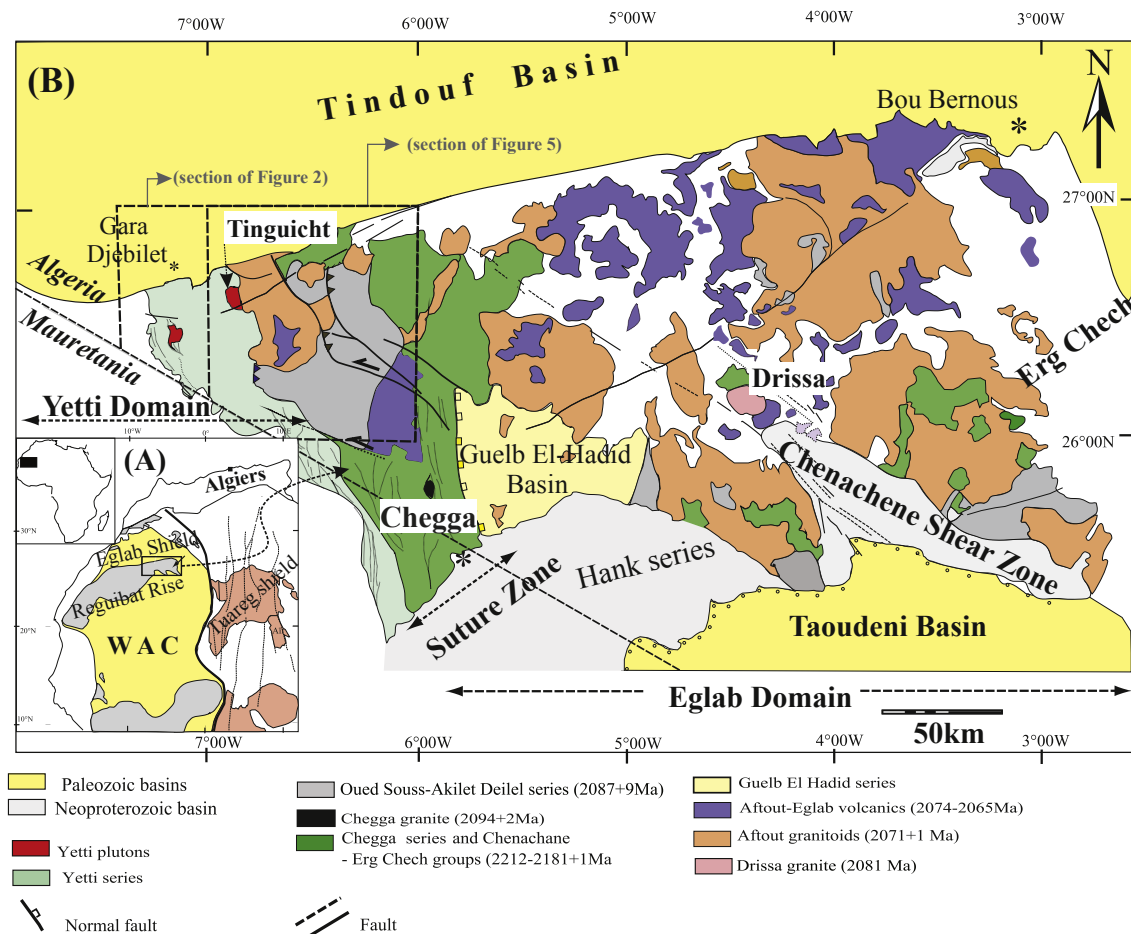 7°00W
6°00W
5°00W
4°00W
3°00W
(B)
Tindouf Basin
N
Bou Bernous
*
(section of Figure 5)
(section of Figure 2)
27°00N
Gara
Djebilet
*
Tinguicht
Algeria
Mauretania
Erg Chech
Drissa
Yetti Domain
26°00N
Guelb El-Hadid
Basin
Chenachene Shear Zone
Chegga
*
Suture Zone
Hank series
Taoudeni Basin
Eglab Domain
50km
10°W
0°
10°E
(A)
Algiers
30°N
Eglab Shield
Reguibat Rise
Tuareg shield
20°N
WAC
10°N
7°00W
6°00W
5°00W
4°00W
3°00W
Paleozoic basins
Neoproterozoic basin
Yetti plutons
Yetti series
Normal fault
Oued Souss-Akilet Deilel series (2087+9Ma)
Chegga granite (2094+2Ma)
Chegga series and Chenachane
- Erg Chech groups (2212-2181+1Ma
Fault
Guelb El Hadid series
Aftout-Eglab volcanics (2074-2065Ma)
Aftout granitoids (2071+1 Ma)
Drissa granite (2081 Ma)